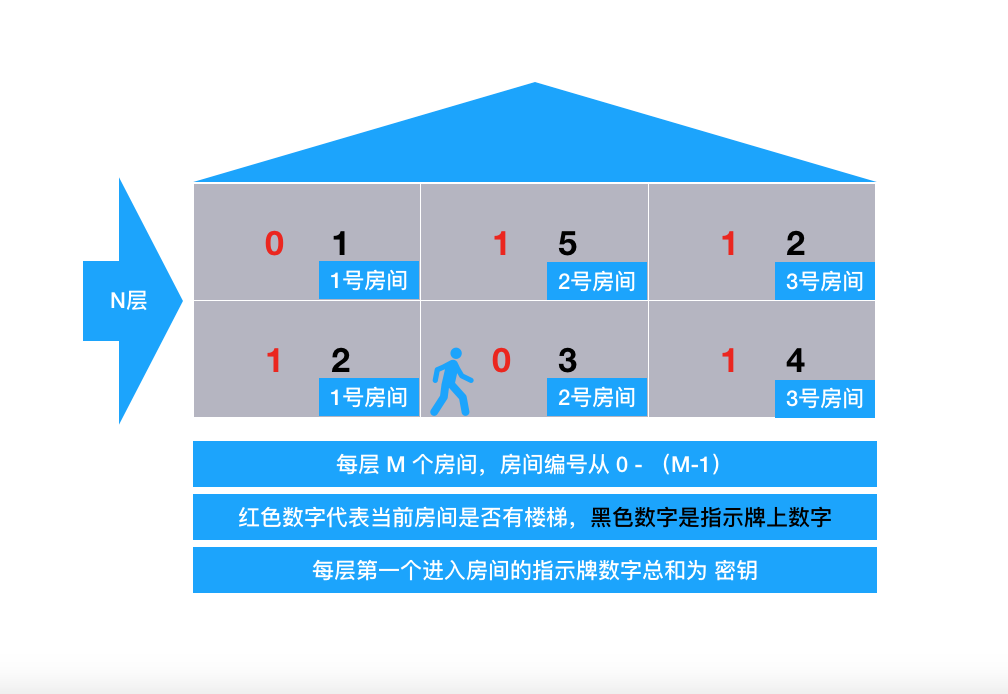 0 1 1 5 1 2
1号房间 2号房间 3号房间
N层
1 2 0 3 1 4
1号房间 2号房间 3号房间
每层 M 个房间，房间编号从 0 - （M-1）
红色数字代表当前房间是否有楼梯，黑色数字是指示牌上数字
每层第一个进入房间的指示牌数字总和为 密钥